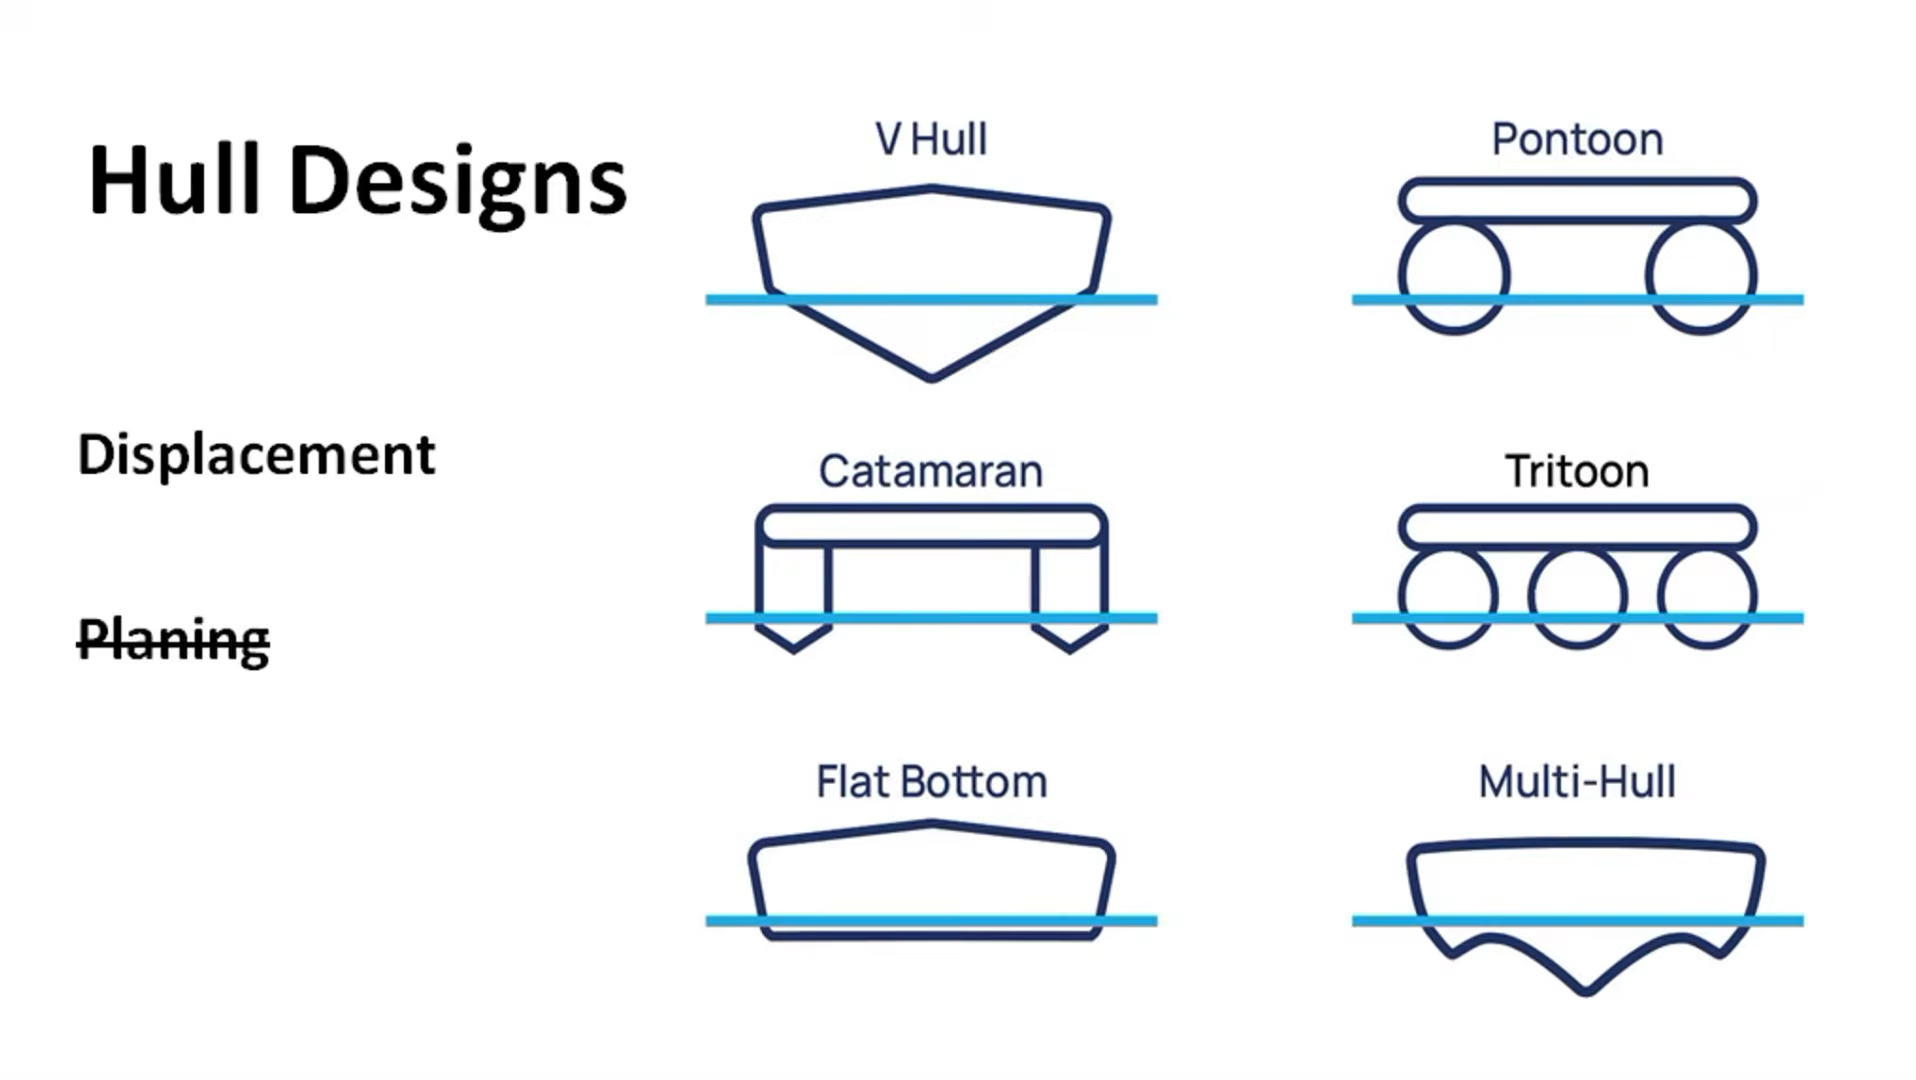 Hull Designs
Displacement
Planing
V Hull
Pontoon
Catamaran
Tritoon
Flat Bottom
Multi-Hull